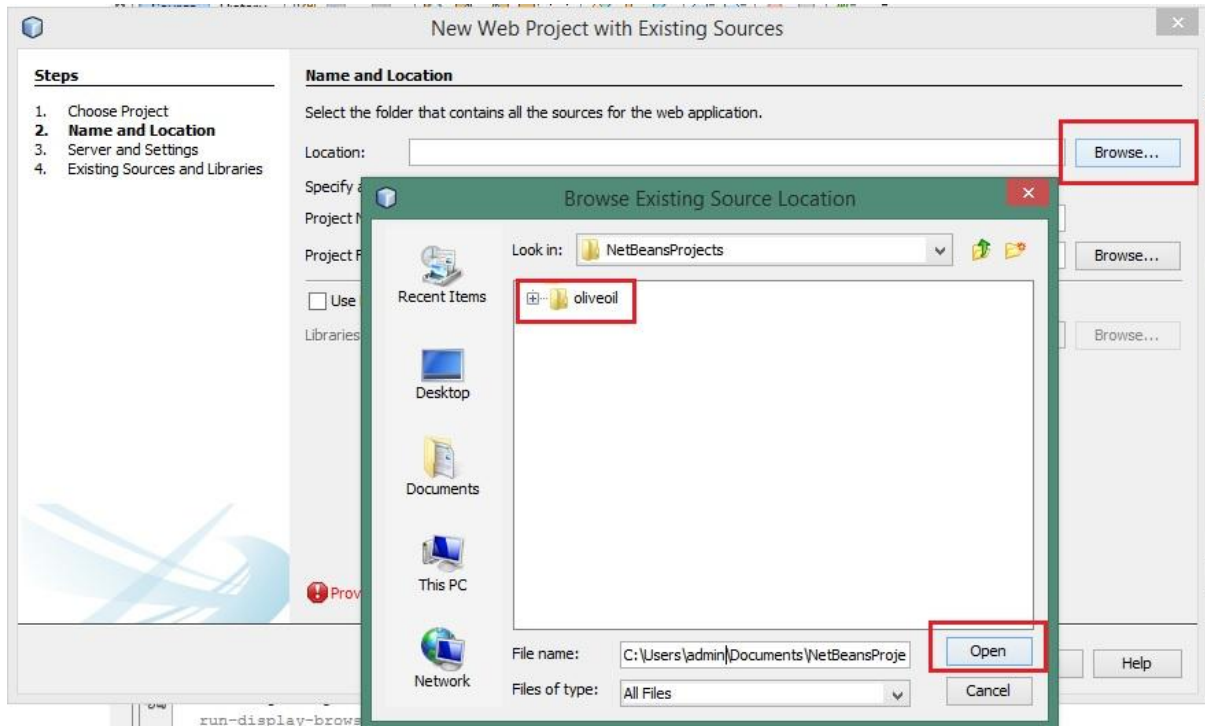 New Web Project with Existing Sources
Steps
1. Choose Project
2. Name and Location
3. Server and Settings
4. Existing Sources and Libraries
Name and Location
Select the folder that contains all the sources for the web application.
Location:
Browse...
Specify
Project
Project
Browse...
Use
Libraries
Browse...
Prov
Help
Browse Existing Source Location
Look in: NetBeansProjects
Recent Items
oliveoil
Desktop
Documents
This PC
Network
File name: C:\Users\admin\Documents\NetBeansProje
Open
Files of type: All Files
Cancel
run-display-brows